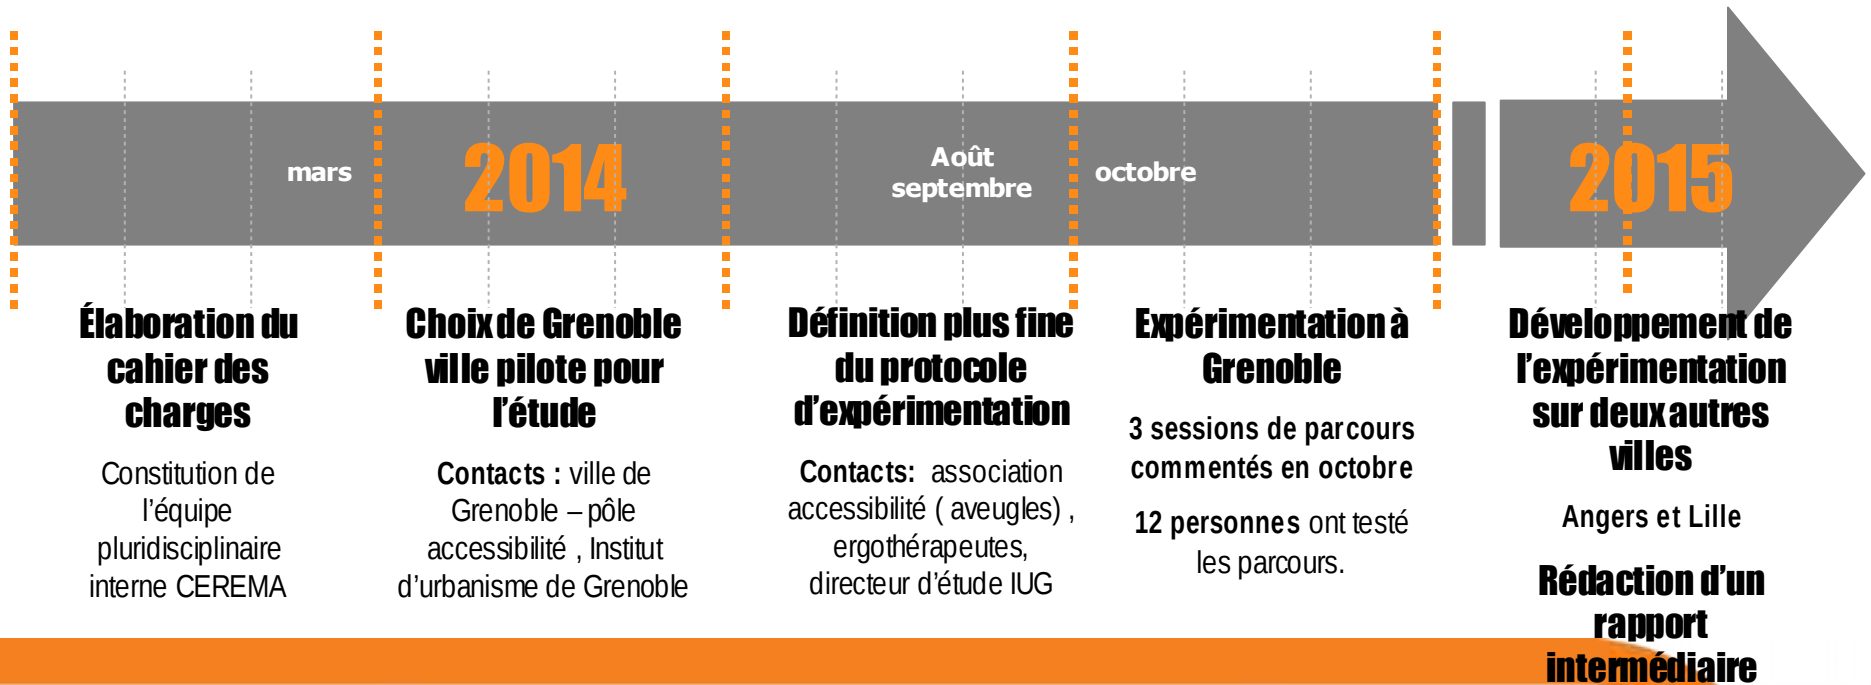 mars
2014
Août
septembre
octobre
2015
Élaboration du
cahier des
charges
Constitution de
l'équipe
pluridisciplinaire
interne CEREMA
Choix de Grenoble
ville pilote pour
l'étude
Contacts : ville de
Grenoble – pôle
accessibilité , Institut
d'urbanisme de Grenoble
Définition plus fine
du protocole
d'expérimentation
Contacts: association
accessibilité ( aveugles) ,
ergothérapeutes,
directeur d'étude IUG
Expérimentation à
Grenoble
3 sessions de parcours
commentés en octobre
12 personnes ont testé
les parcours.
Développement de
l'expérimentation
sur deux autres
villes
Angers et Lille
Rédaction d'un
rapport
intermédiaire